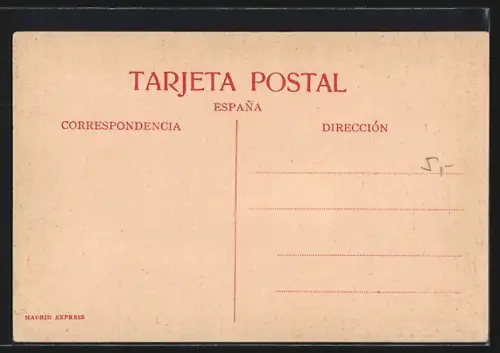 TARJETA POSTAL
ESPAÑA
CORRESPONDENCIA
DIRECCIÓN
5,-
MADRID EXPRESS